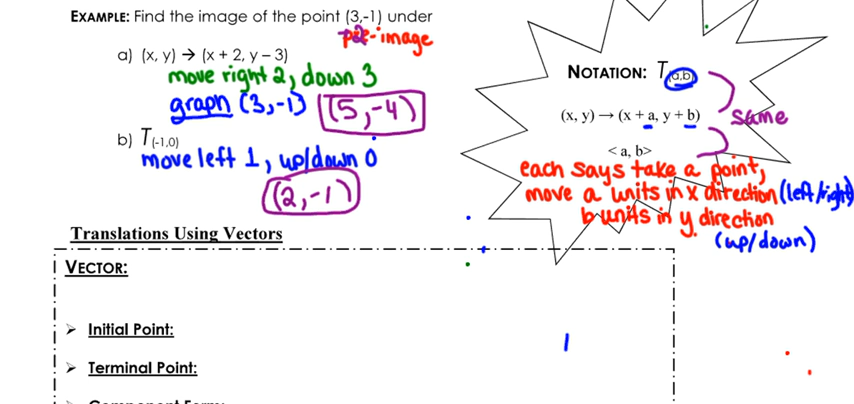 EXAMPLE: Find the image of the point (3,-1) under
pre-image
a) (x, y) → (x + 2, y – 3)
move right 2, down 3
graph (3,-1) (5,-4)
b) T(-1,0)
move left 1, up/down 0
(2,-1)
NOTATION: T(a,b)
(x, y) → (x + a, y + b)
same
< a, b>
each says take a point,
move a units in x direction (left/right)
b units in y direction
(up/down)
Translations Using Vectors
VECTOR:
➢ Initial Point:
➢ Terminal Point:
Component Form: